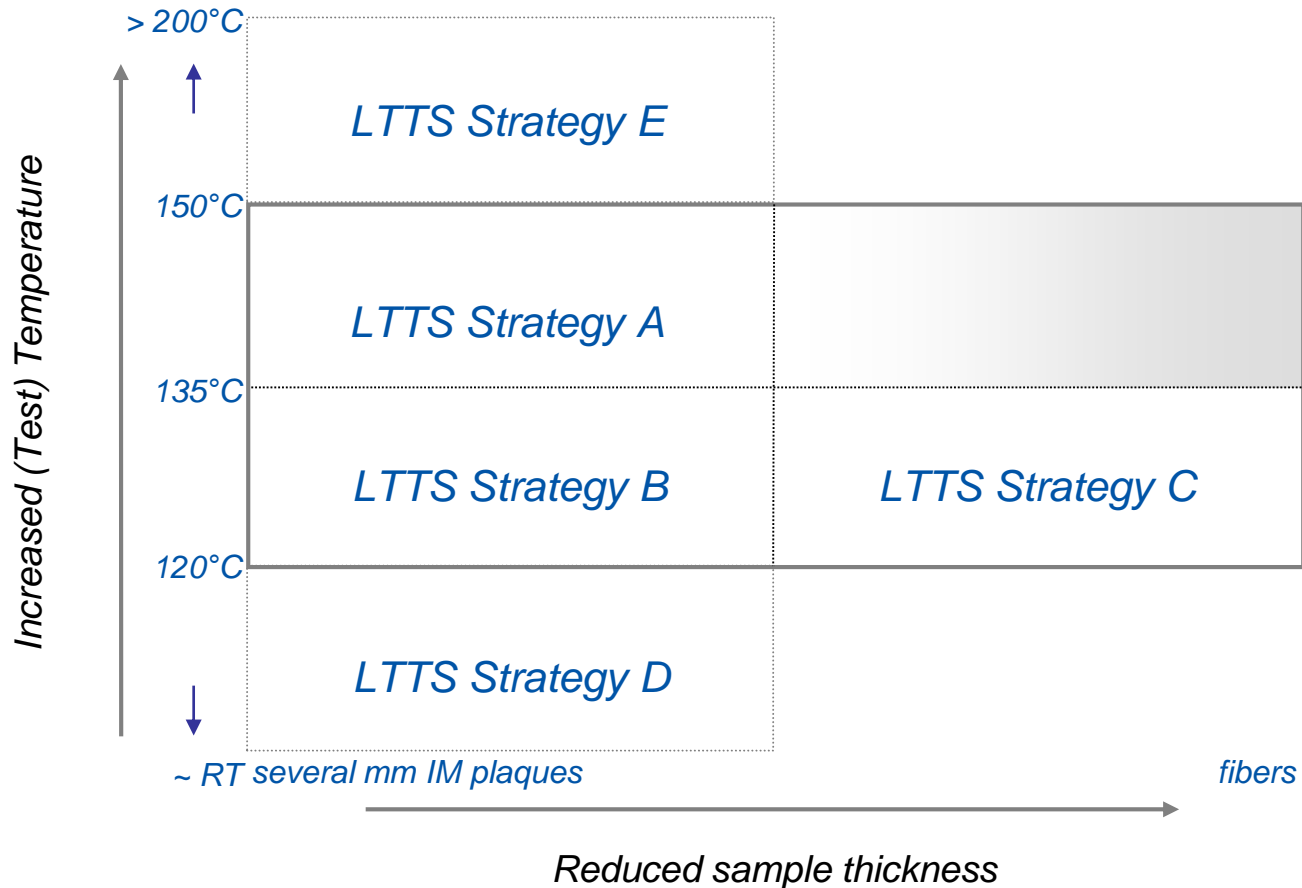 > 200°C
LTTS Strategy E
150°C
LTTS Strategy A
135°C
LTTS Strategy B
LTTS Strategy C
120°C
LTTS Strategy D
~ RT
several mm IM plaques
fibers
Increased (Test) Temperature
Reduced sample thickness